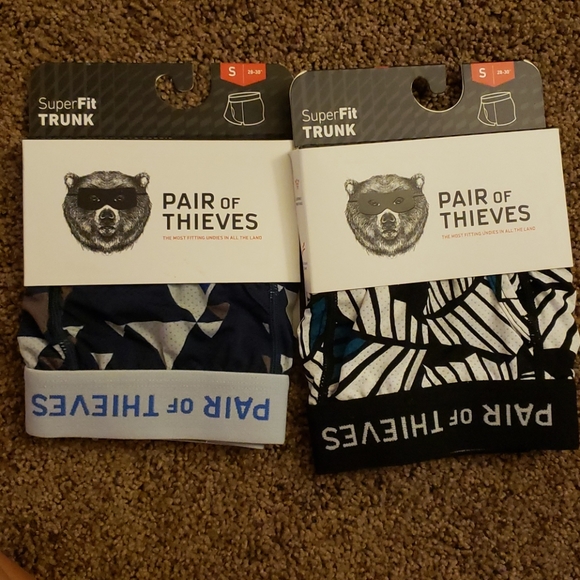 SuperFit
TRUNK
S
28-30"
PAIR OF
THIEVES
THE MOST FITTING UNDIES IN ALL THE LAND
PAIR OF THIEVES
SuperFit
TRUNK
S
28-30"
PAIR OF
THIEVES
THE MOST FITTING UNDIES IN ALL THE LAND
PAIR OF THIEVES